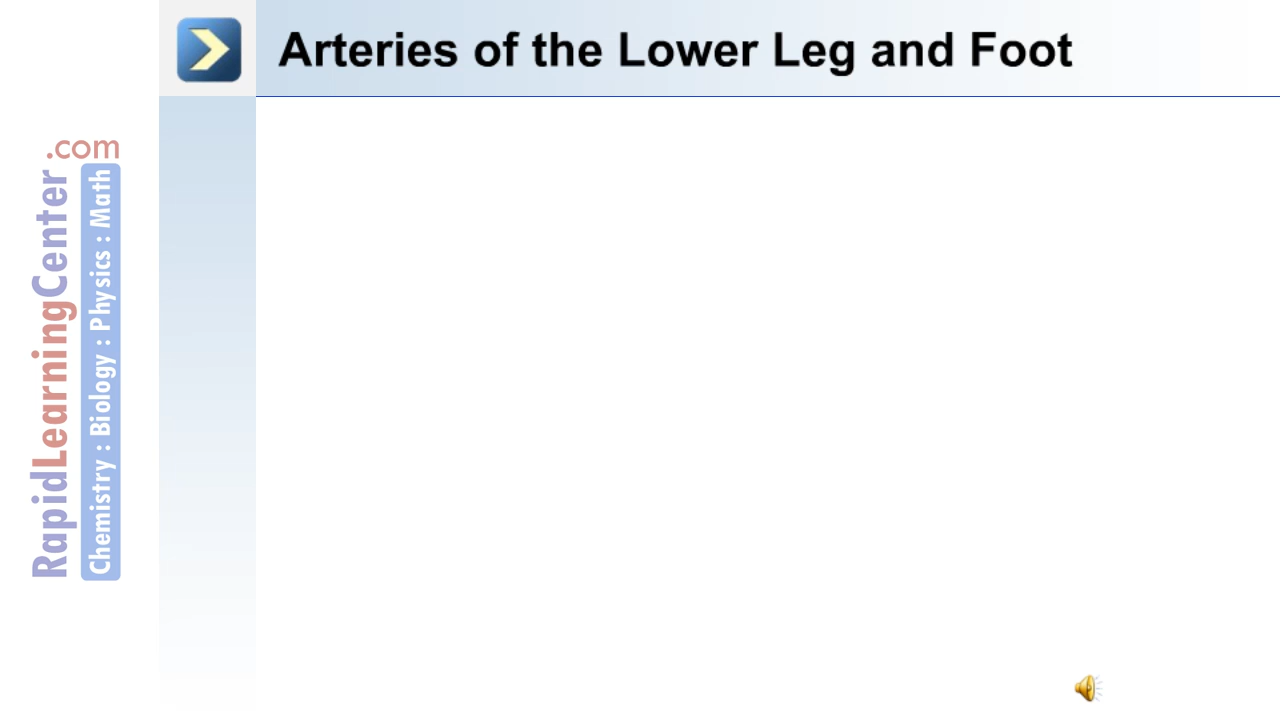 Arteries of the Lower Leg and Foot
RapidLearningCenter.com
Chemistry : Biology : Physics : Math